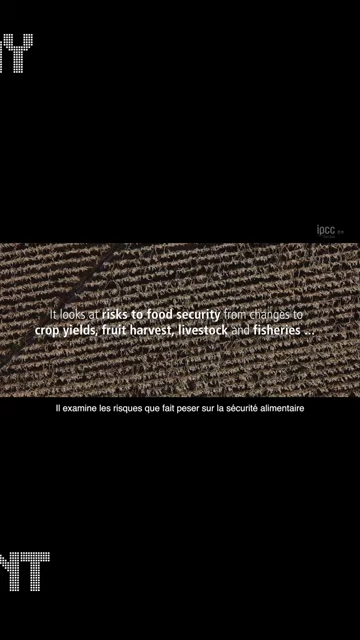 Y
ipcc
It looks at risks to food security from changes to
crop yields, fruit harvest, livestock and fisheries ...
Il examine les risques que fait peser sur la sécurité alimentaire
NT